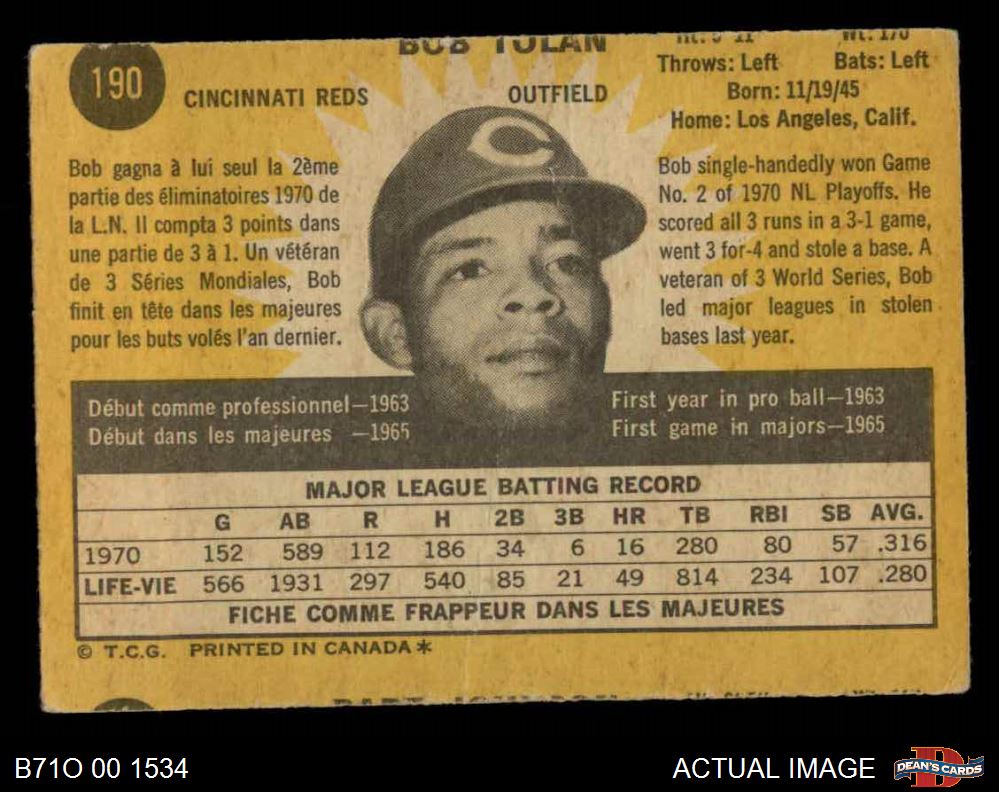 190
BOB TOLAN
CINCINNATI REDS
OUTFIELD
Throws: Left Bats: Left
Born: 11/19/45
Home: Los Angeles, Calif.
Bob gagna à lui seul la 2ème
partie des éliminatoires 1970 de
la L.N. Il compta 3 points dans
une partie de 3 à 1. Un vétéran
de 3 Séries Mondiales, Bob
finit en tête dans les majeures
pour les buts volés l'an dernier.
Bob single-handedly won Game
No. 2 of 1970 NL Playoffs. He
scored all 3 runs in a 3-1 game,
went 3 for-4 and stole a base. A
veteran of 3 World Series, Bob
led major leagues in stolen
bases last year.
Début comme professionnel—1963
Début dans les majeures —1965
First year in pro ball—1963
First game in majors—1965
MAJOR LEAGUE BATTING RECORD
G AB R H 2B 3B HR TB RBI SB AVG.
1970 152 589 112 186 34 6 16 280 80 57 .316
LIFE-VIE 566 1931 297 540 85 21 49 814 234 107 .280
FICHE COMME FRAPPEUR DANS LES MAJEURES
© T.C.G. PRINTED IN CANADA*
B71O 00 1534
ACTUAL IMAGE
DEAN'S CARDS